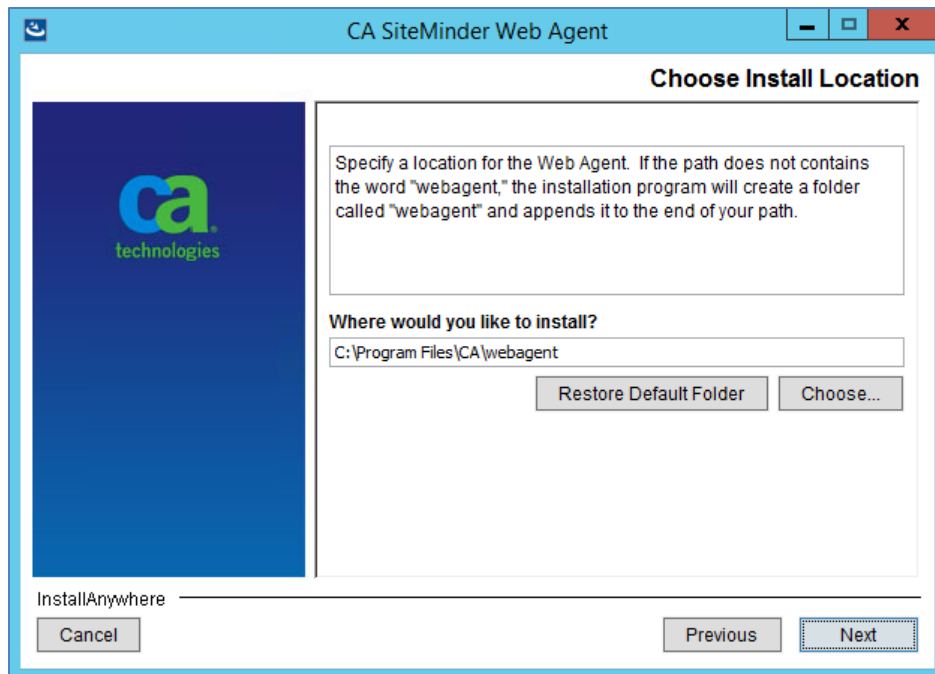 CA SiteMinder Web Agent
Choose Install Location
ca
technologies
Specify a location for the Web Agent. If the path does not contains
the word "webagent," the installation program will create a folder
called "webagent" and appends it to the end of your path.
Where would you like to install?
C:\Program Files\CA\webagent
Restore Default Folder
Choose...
InstallAnywhere
Cancel
Previous
Next